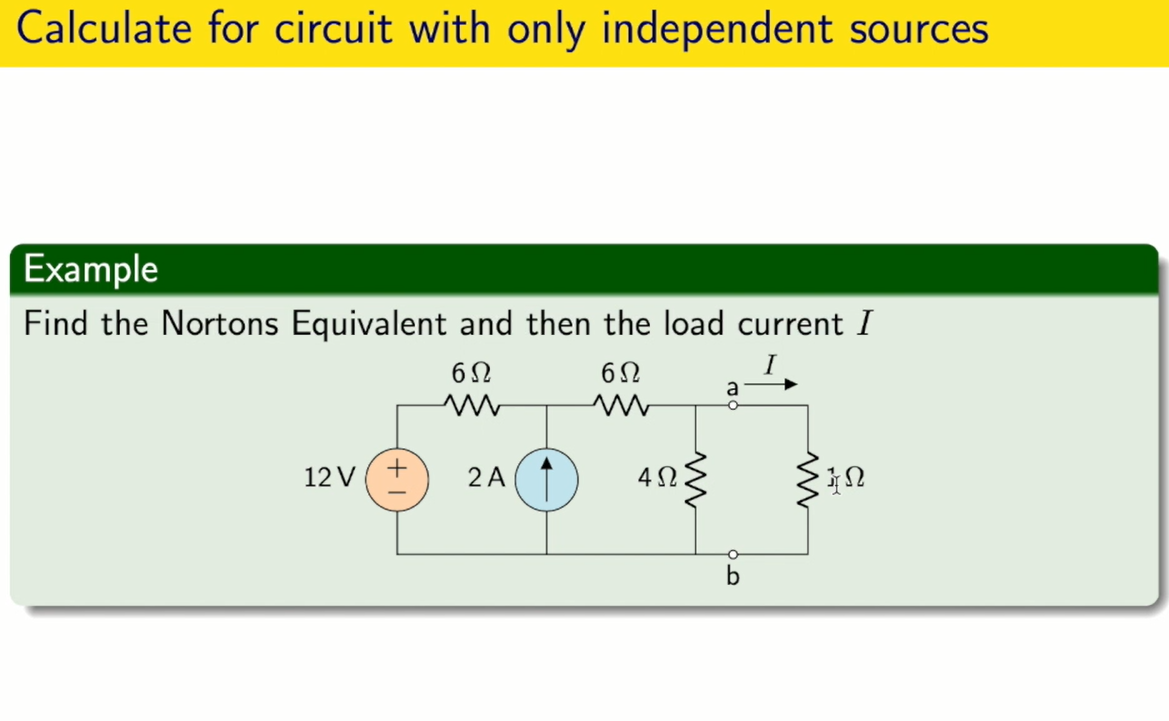 Calculate for circuit with only independent sources
Example
Find the Nortons Equivalent and then the load current I
6 Ω 6 Ω I
a
12 V + − 2 A 4 Ω 1 Ω
b